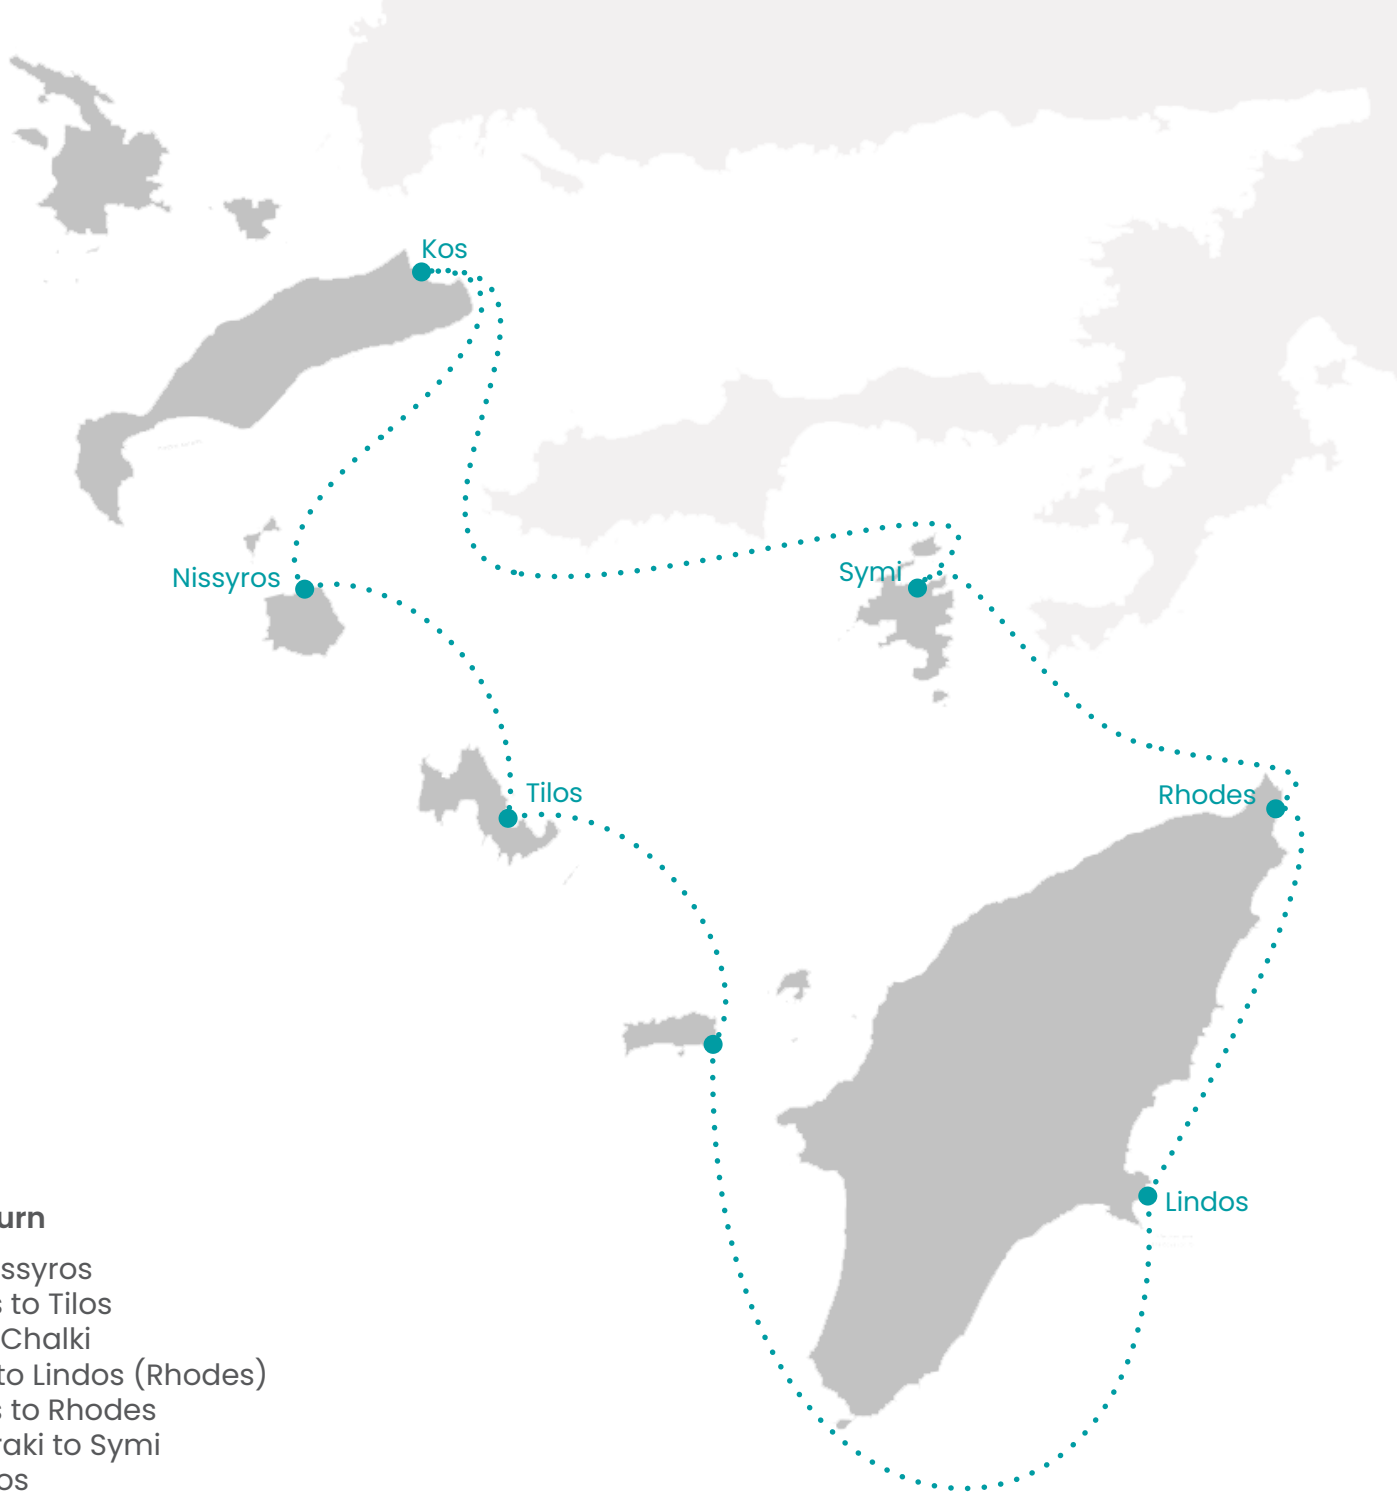 Kos
Nissyros
Symi
Tilos
Rhodes
Lindos
urn
ssyros
s to Tilos
Chalki
to Lindos (Rhodes)
s to Rhodes
raki to Symi
os